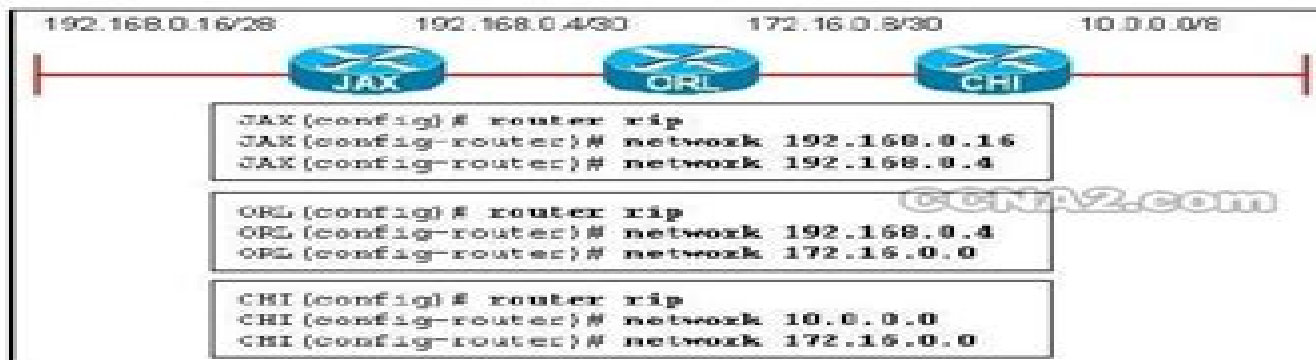 192.168.0.16/28 192.168.0.4/30 172.16.0.8/30 10.0.0.0/8
JAX ORL CHI
JAX(config)# router rip
JAX(config-router)# network 192.168.0.16
JAX(config-router)# network 192.168.0.4
CCNA2.com
ORL(config)# router rip
ORL(config-router)# network 192.168.0.4
ORL(config-router)# network 172.16.0.0
CHI(config)# router rip
CHI(config-router)# network 10.0.0.0
CHI(config-router)# network 172.16.0.0